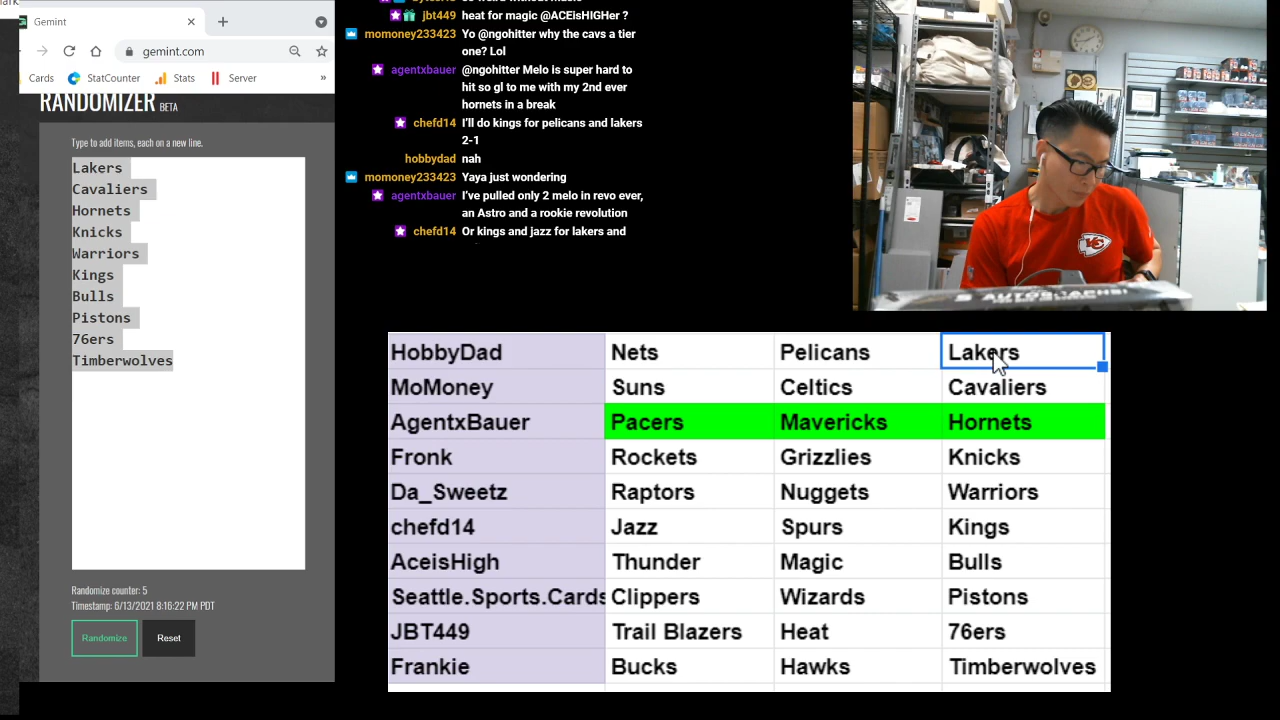 Gemint
gemint.com
Cards StatCounter Stats Server »
RANDOMIZER BETA
Type to add items, each on a new line.
Lakers
Cavaliers
Hornets
Knicks
Warriors
Kings
Bulls
Pistons
76ers
Timberwolves
Randomize counter: 5
Timestamp: 6/13/2021 8:16:22 PM PDT
Randomize Reset
jbt449 heat for magic @ACEisHIGHer ?
momoney233423 Yo @ngohitter why the cavs a tier
one? Lol
agentxbauer @ngohitter Melo is super hard to
hit so gl to me with my 2nd ever
hornets in a break
chefd14 I'll do kings for pelicans and lakers
2-1
hobbydad nah
momoney233423 Yaya just wondering
agentxbauer I've pulled only 2 melo in revo ever,
an Astro and a rookie revolution
chefd14 Or kings and jazz for lakers and
HobbyDad Nets Pelicans Lakers
MoMoney Suns Celtics Cavaliers
AgentxBauer Pacers Mavericks Hornets
Fronk Rockets Grizzlies Knicks
Da_Sweetz Raptors Nuggets Warriors
chefd14 Jazz Spurs Kings
AceisHigh Thunder Magic Bulls
Seattle.Sports.Cards Clippers Wizards Pistons
JBT449 Trail Blazers Heat 76ers
Frankie Bucks Hawks Timberwolves